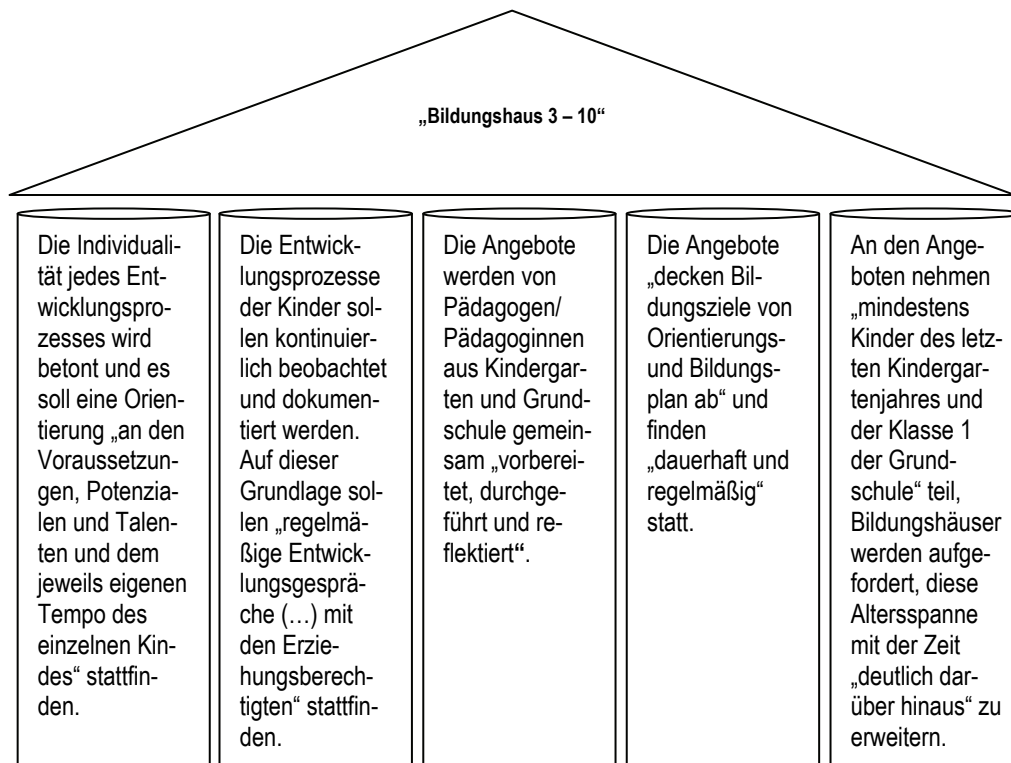 „Bildungshaus 3 – 10“
Die Individuali-
tät jedes Ent-
wicklungspro-
zesses wird
betont und es
soll eine Orien-
tierung „an den
Voraussetzun-
gen, Potenzia-
len und Talen-
ten und dem
jeweils eigenen
Tempo des
einzelnen Kin-
des“ stattfin-
den.
Die Entwick-
lungsprozesse
der Kinder sol-
len kontinuier-
lich beobachtet
und dokumen-
tiert werden.
Auf dieser
Grundlage sol-
len „regelmä-
ßige Entwick-
lungsgesprä-
che (…) mit
den Erzie-
hungsberech-
tigten“ stattfin-
den.
Die Angebote
werden von
Pädagogen/
Pädagoginnen
aus Kindergar-
ten und Grund-
schule gemein-
sam „vorberei-
tet, durchge-
führt und re-
flektiert“.
Die Angebote
„decken Bil-
dungsziele von
Orientierungs-
und Bildungs-
plan ab“ und
finden
„dauerhaft und
regelmäßig“
statt.
An den Ange-
boten nehmen
„mindestens
Kinder des letz-
ten Kindergar-
tenjahres und
der Klasse 1
der Grund-
schule“ teil,
Bildungshäuser
werden aufge-
fordert, diese
Altersspanne
mit der Zeit
„deutlich dar-
über hinaus“ zu
erweitern.